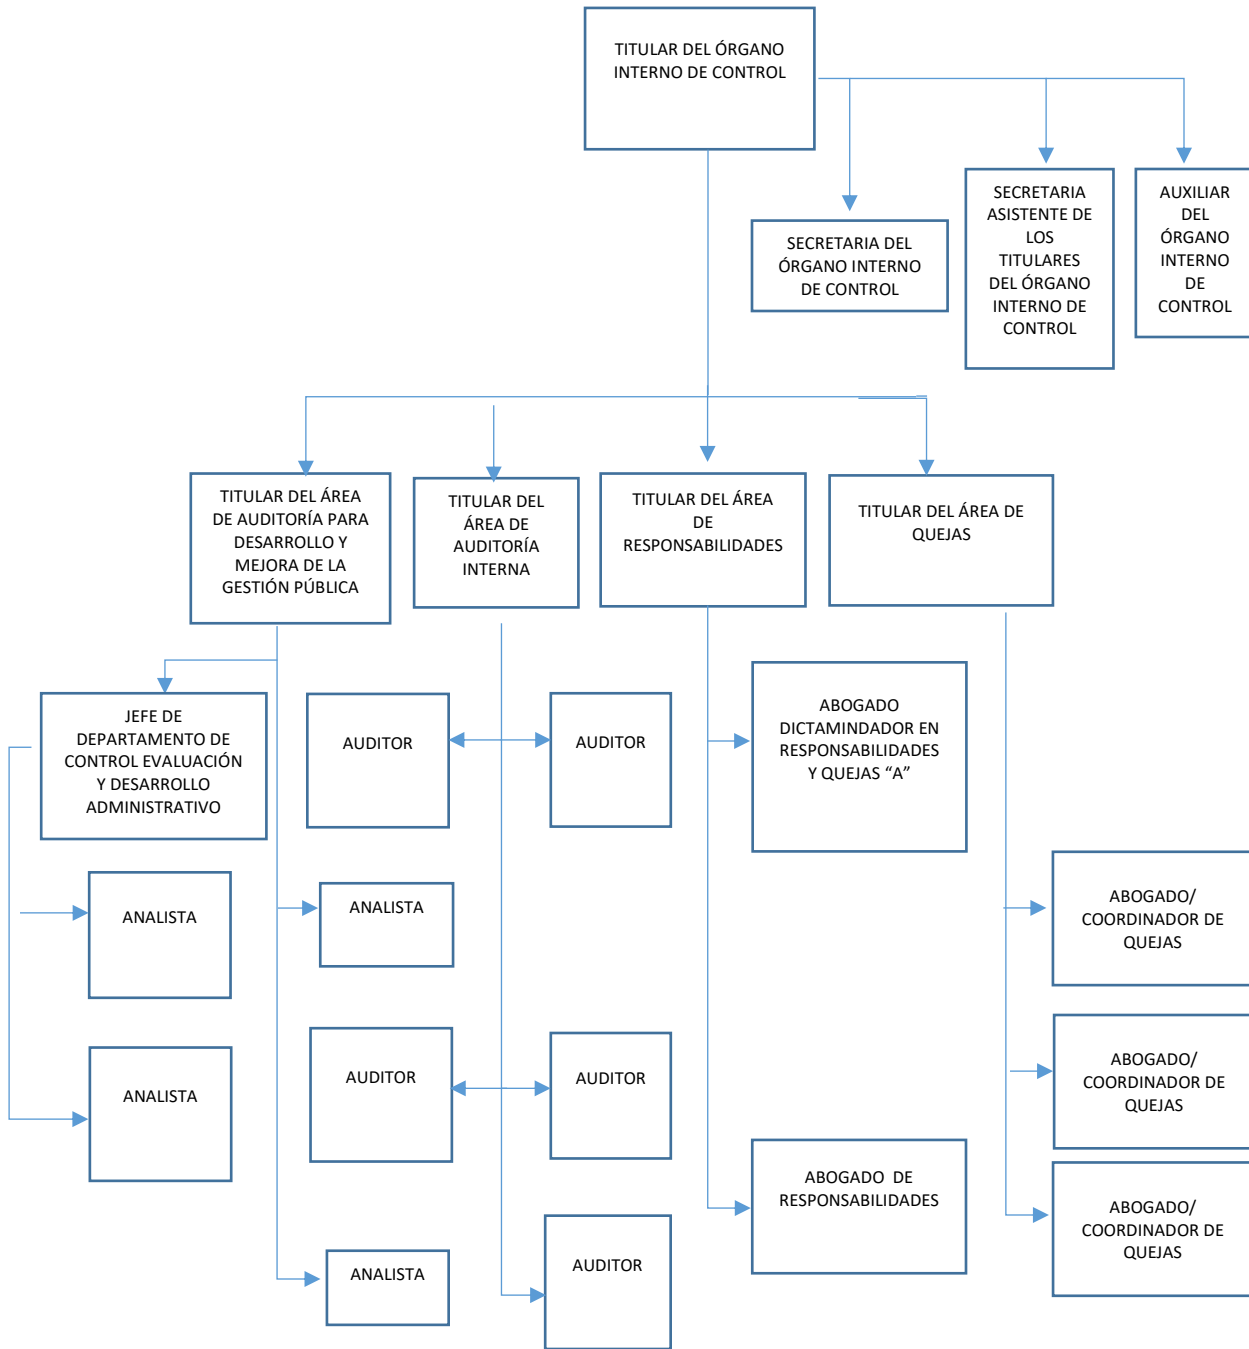 TITULAR DEL ÓRGANO
INTERNO DE CONTROL
SECRETARIA DEL
ÓRGANO INTERNO
DE CONTROL
SECRETARIA
ASISTENTE DE
LOS
TITULARES
DEL ÓRGANO
INTERNO DE
CONTROL
AUXILIAR
DEL
ÓRGANO
INTERNO
DE
CONTROL
TITULAR DEL ÁREA
DE AUDITORÍA PARA
DESARROLLO Y
MEJORA DE LA
GESTIÓN PÚBLICA
TITULAR DEL
ÁREA DE
AUDITORÍA
INTERNA
TITULAR DEL ÁREA
DE
RESPONSABILIDADES
TITULAR DEL ÁREA DE
QUEJAS
JEFE DE
DEPARTAMENTO DE
CONTROL EVALUACIÓN
Y DESARROLLO
ADMINISTRATIVO
AUDITOR
AUDITOR
ABOGADO
DICTAMINDADOR EN
RESPONSABILIDADES
Y QUEJAS “A”
ANALISTA
ANALISTA
ABOGADO/
COORDINADOR DE
QUEJAS
ANALISTA
AUDITOR
AUDITOR
ABOGADO/
COORDINADOR DE
QUEJAS
ABOGADO  DE
RESPONSABILIDADES
ABOGADO/
COORDINADOR DE
QUEJAS
ANALISTA
AUDITOR